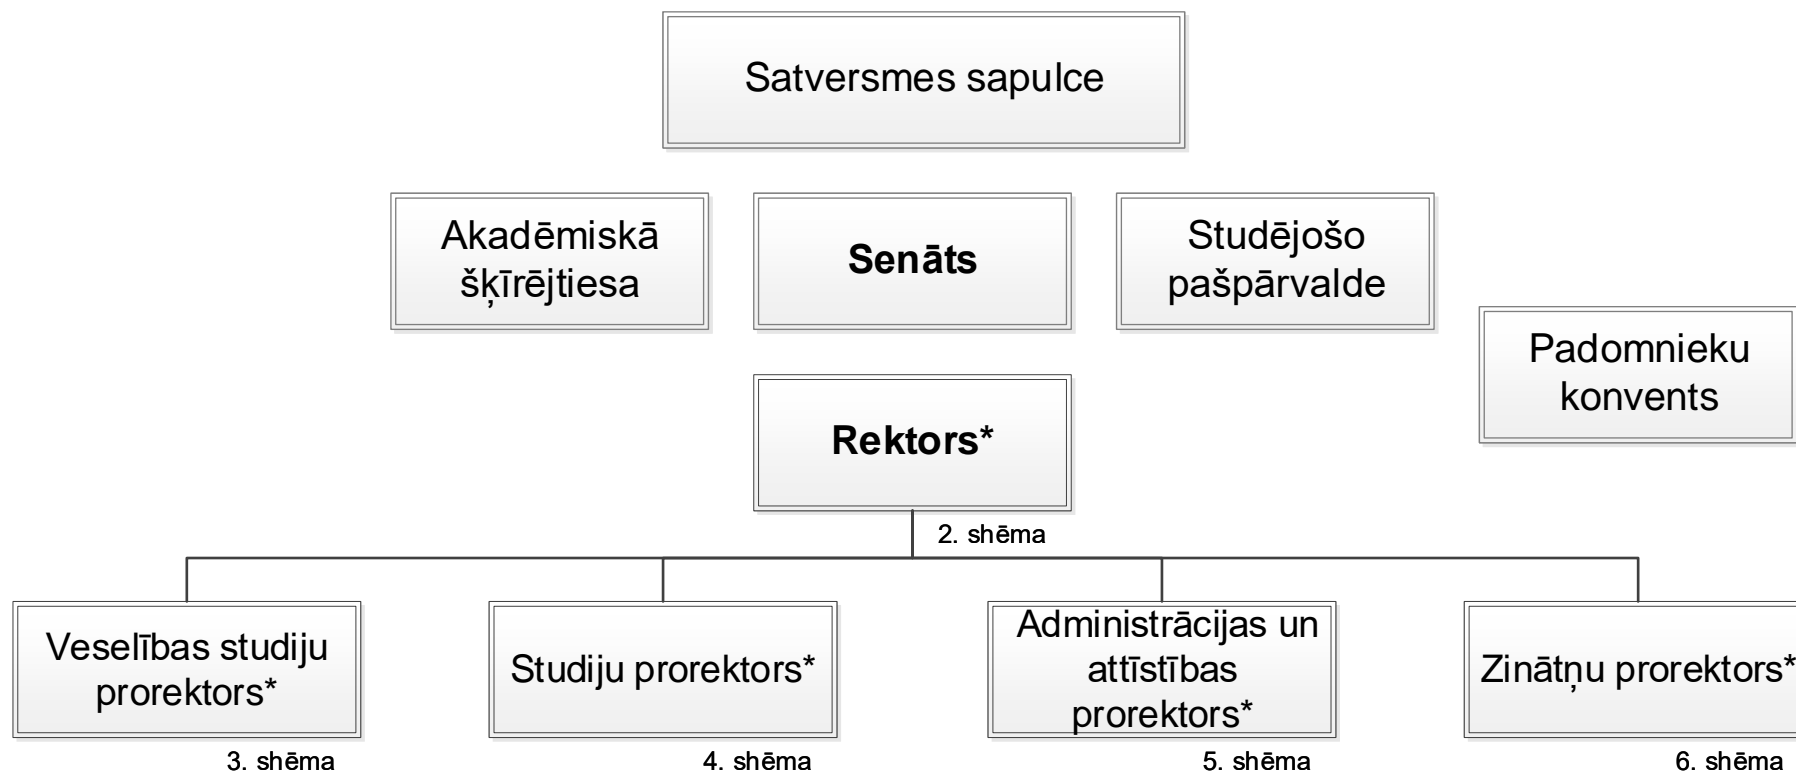 Satversmes sapulce
Akadēmiskā
šķīrējtiesa
Senāts
Studējošo
pašpārvalde
Padomnieku
konvents
Rektors*
2. shēma
Veselības studiju
prorektors*
3. shēma
Studiju prorektors*
4. shēma
Administrācijas un
attīstības
prorektors*
5. shēma
Zinātņu prorektors*
6. shēma